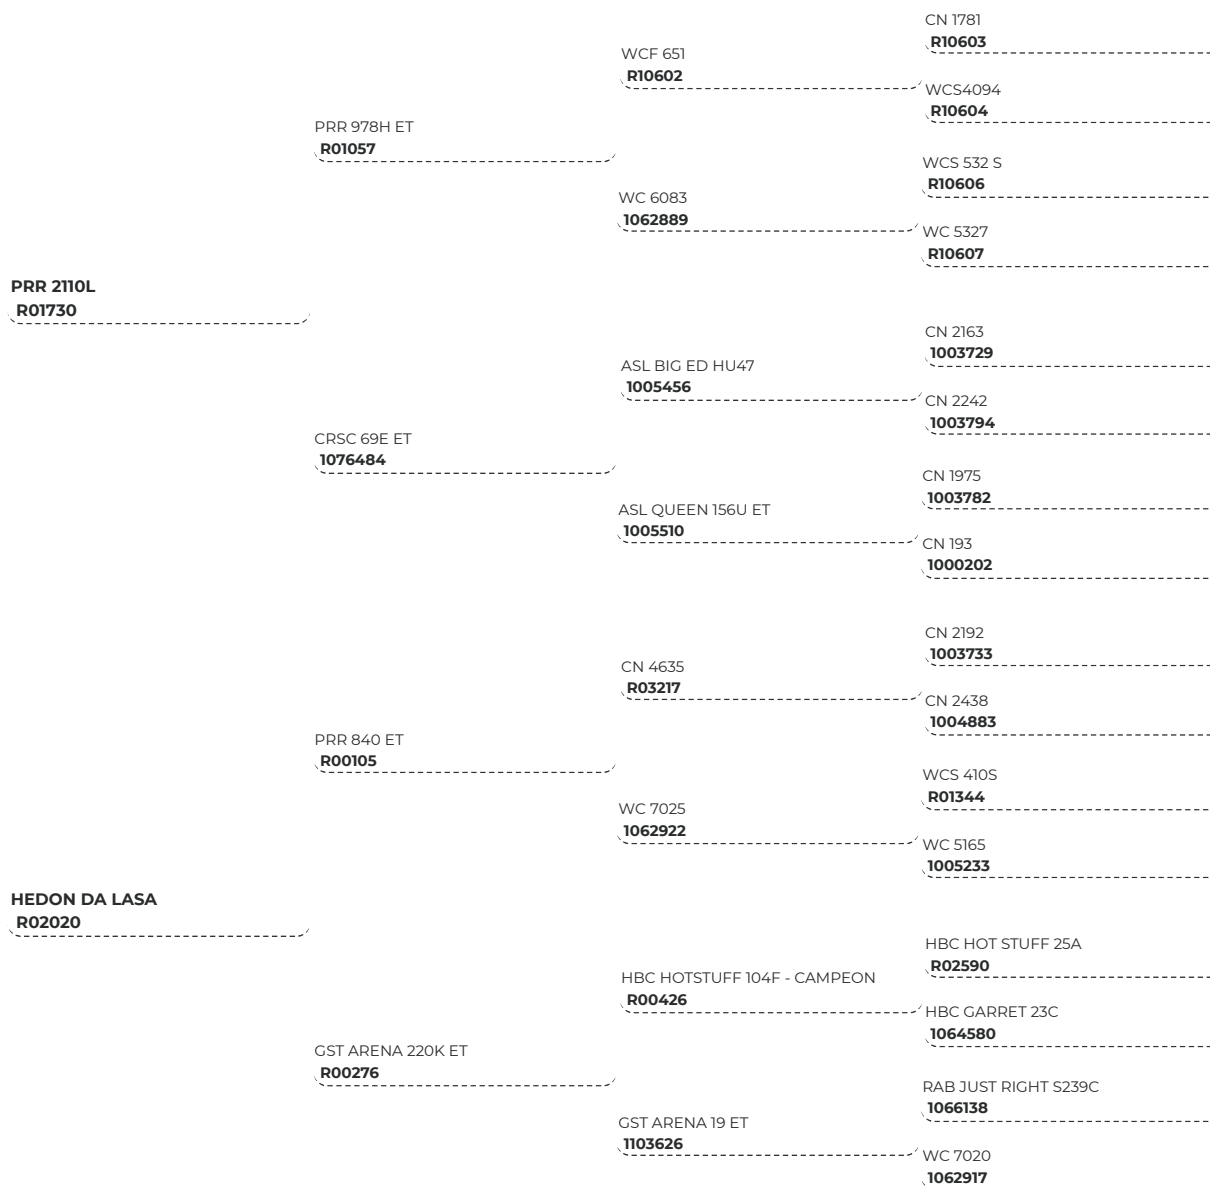 PRR 2110L
R01730
HEDON DA LASA
R02020
PRR 978H ET
R01057
CRSC 69E ET
1076484
PRR 840 ET
R00105
GST ARENA 220K ET
R00276
WCF 651
R10602
WC 6083
1062889
ASL BIG ED HU47
1005456
ASL QUEEN 156U ET
1005510
CN 4635
R03217
WC 7025
1062922
HBC HOTSTUFF 104F - CAMPEON
R00426
GST ARENA 19 ET
1103626
CN 1781
R10603
WCS4094
R10604
WCS 532 S
R10606
WC 5327
R10607
CN 2163
1003729
CN 2242
1003794
CN 1975
1003782
CN 193
1000202
CN 2192
1003733
CN 2438
1004883
WCS 410S
R01344
WC 5165
1005233
HBC HOT STUFF 25A
R02590
HBC GARRET 23C
1064580
RAB JUST RIGHT S239C
1066138
WC 7020
1062917